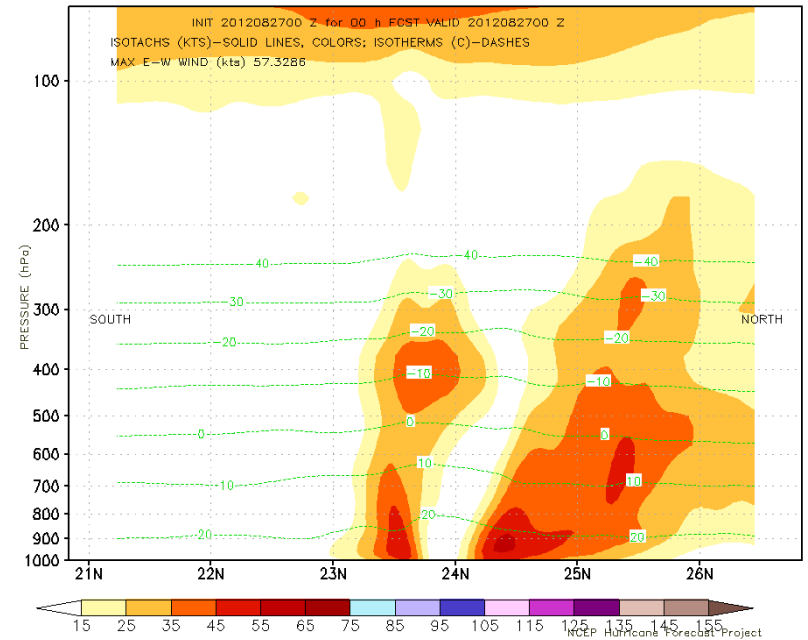 INIT 2012082700 Z for 00 h FCST VALID 2012082700 Z
ISOTACHS (KTS)-SOLID LINES, COLORS; ISOTHERMS (C)-DASHES
MAX E-W WIND (kts) 57.3286
100
200
-40 -40 -40
-30 -30 -30
300
SOUTH NORTH
-20 -20 -20
400
-10 -10
500
0 0 0
600
10 10 10
700
800
20 20 20
900
1000
PRESSURE (hPa)
21N 22N 23N 24N 25N 26N
15 25 35 45 55 65 75 85 95 105 115 125 135 145 155
NCEP Hurricane Forecast Project